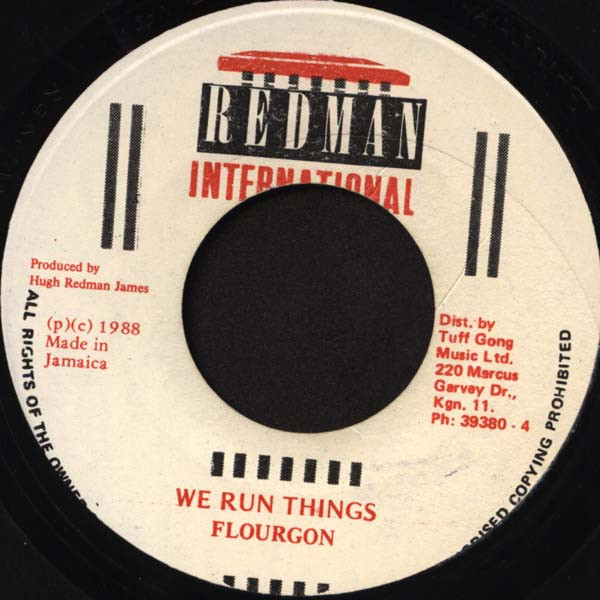 REDMAN
INTERNATIONAL
Produced by
Hugh Redman James
(p)(c) 1988
Made in
Jamaica
Dist. by
Tuff Gong
Music Ltd.
220 Marcus
Garvey Dr.,
Kgn. 11.
Ph: 39380 - 4
ALL RIGHTS OF THE OWNE
ORISED COPYING PROHIBITED
WE RUN THINGS
FLOURGON